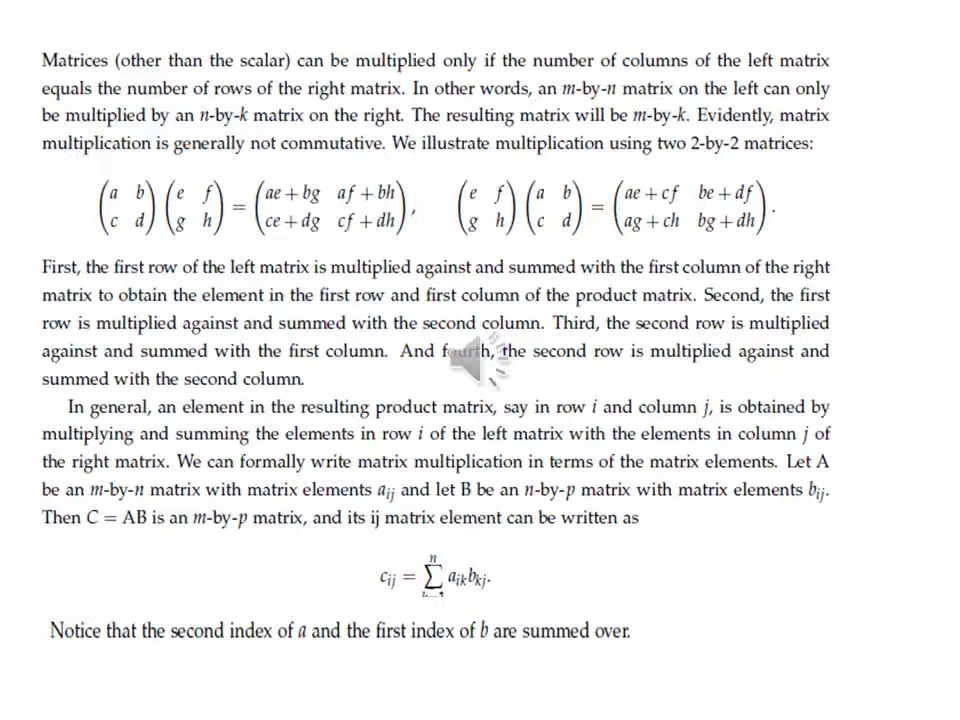 Matrices (other than the scalar) can be multiplied only if the number of columns of the left matrix
equals the number of rows of the right matrix. In other words, an m-by-n matrix on the left can only
be multiplied by an n-by-k matrix on the right. The resulting matrix will be m-by-k. Evidently, matrix
multiplication is generally not commutative. We illustrate multiplication using two 2-by-2 matrices:
(a b) (e f) = (ae + bg af + bh) , (e f) (a b) = (ae + cf be + df) .
(c d) (g h) (ce + dg cf + dh) (g h) (c d) (ag + ch bg + dh)
First, the first row of the left matrix is multiplied against and summed with the first column of the right
matrix to obtain the element in the first row and first column of the product matrix. Second, the first
row is multiplied against and summed with the second column. Third, the second row is multiplied
against and summed with the first column. And fourth, the second row is multiplied against and
summed with the second column.
In general, an element in the resulting product matrix, say in row i and column j, is obtained by
multiplying and summing the elements in row i of the left matrix with the elements in column j of
the right matrix. We can formally write matrix multiplication in terms of the matrix elements. Let A
be an m-by-n matrix with matrix elements aij and let B be an n-by-p matrix with matrix elements bij.
Then C = AB is an m-by-p matrix, and its ij matrix element can be written as
n
cij = ∑ aikbkj.
Notice that the second index of a and the first index of b are summed over.